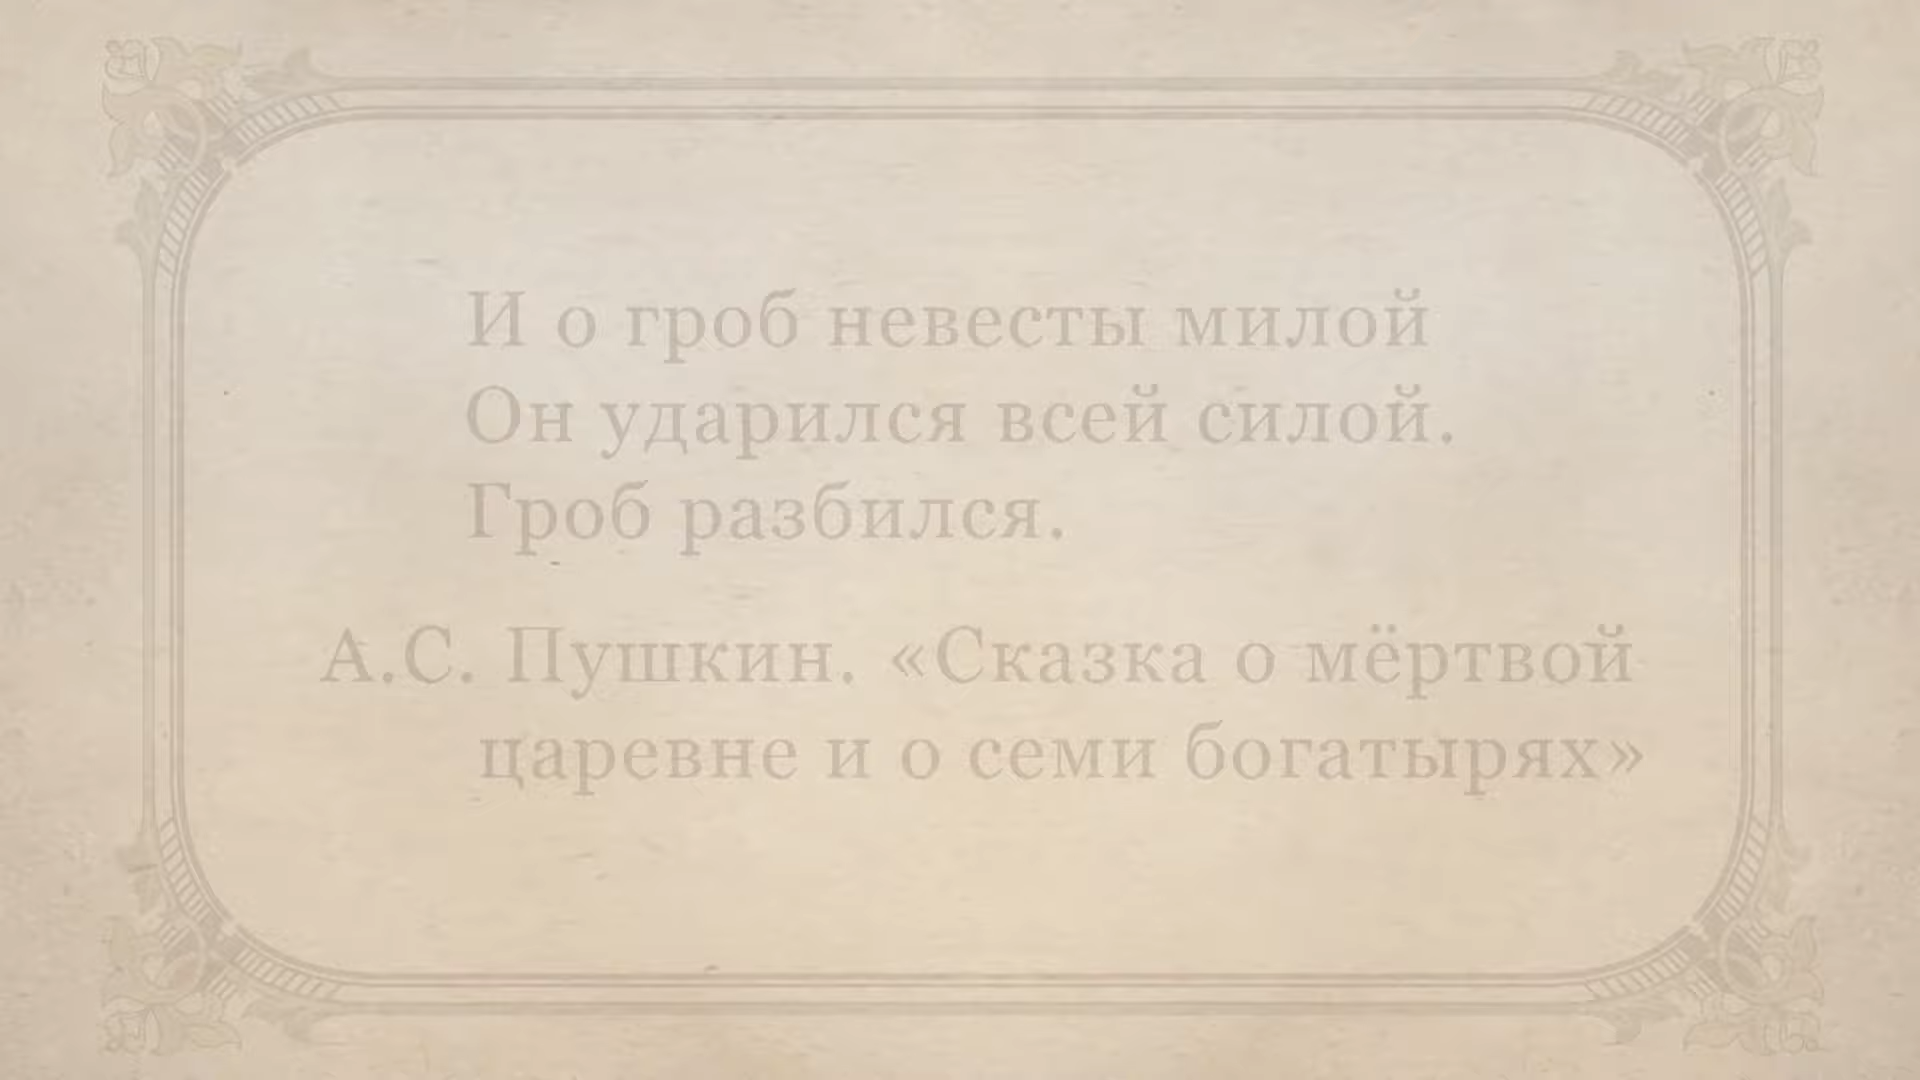 И о гроб невесты милой
Он ударился всей силой.
Гроб разбился.
А.С. Пушкин. «Сказка о мёртвой
царевне и о семи богатырях»